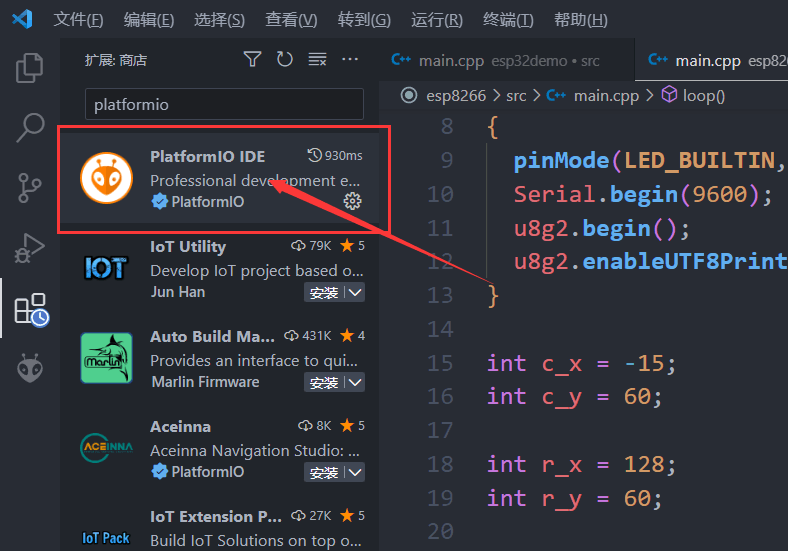 文件(F) 编辑(E) 选择(S) 查看(V) 转到(G) 运行(R) 终端(T) 帮助(H)
扩展: 商店
platformio
PlatformIO IDE 930ms
Professional development e...
PlatformIO
IoT Utility 79K 5
Develop IoT project based o...
Jun Han 安装
Auto Build Ma... 431K 4
Provides an interface to qui...
Marlin Firmware 安装
Aceinna 8K 5
Aceinna Navigation Studio: ...
PlatformIO 安装
IoT Extension P... 27K 5
Build IoT Solutions on top o...
IOT
Marlin
ACEINNA
IoT Pack
main.cpp esp32demo • src main.cpp esp82
esp8266 > src > main.cpp > loop()
8 {
9 pinMode(LED_BUILTIN,
10 Serial.begin(9600);
11 u8g2.begin();
12 u8g2.enableUTF8Print
13 }
14
15 int c_x = -15;
16 int c_y = 60;
17
18 int r_x = 128;
19 int r_y = 60;
20